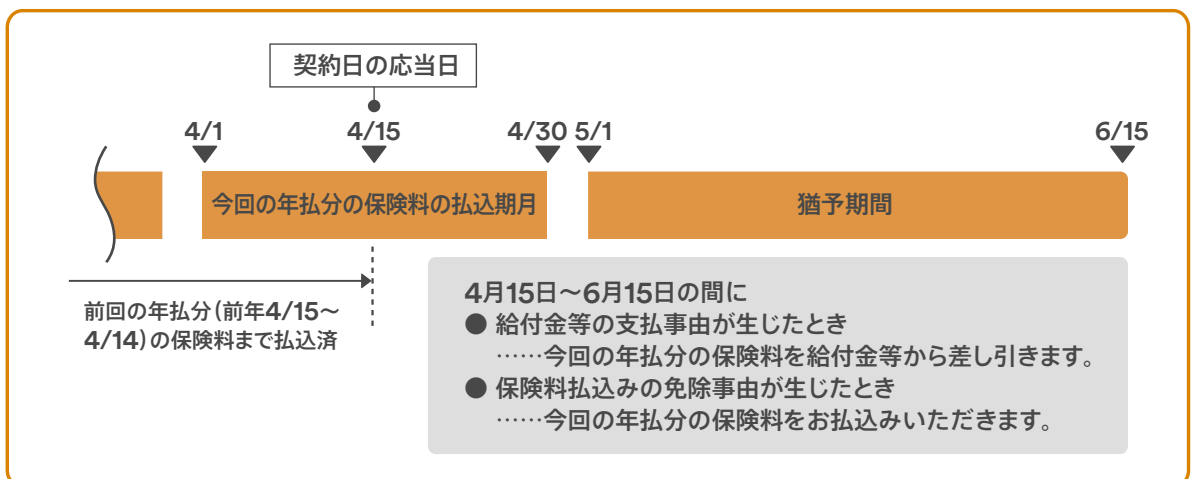 契約日の応当日
4/1 4/15 4/30 5/1 6/15
今回の年払分の保険料の払込期月 猶予期間
前回の年払分(前年4/15～
4/14)の保険料まで払込済
4月15日～6月15日の間に
● 給付金等の支払事由が生じたとき
……今回の年払分の保険料を給付金等から差し引きます。
● 保険料払込みの免除事由が生じたとき
……今回の年払分の保険料をお払込みいただきます。